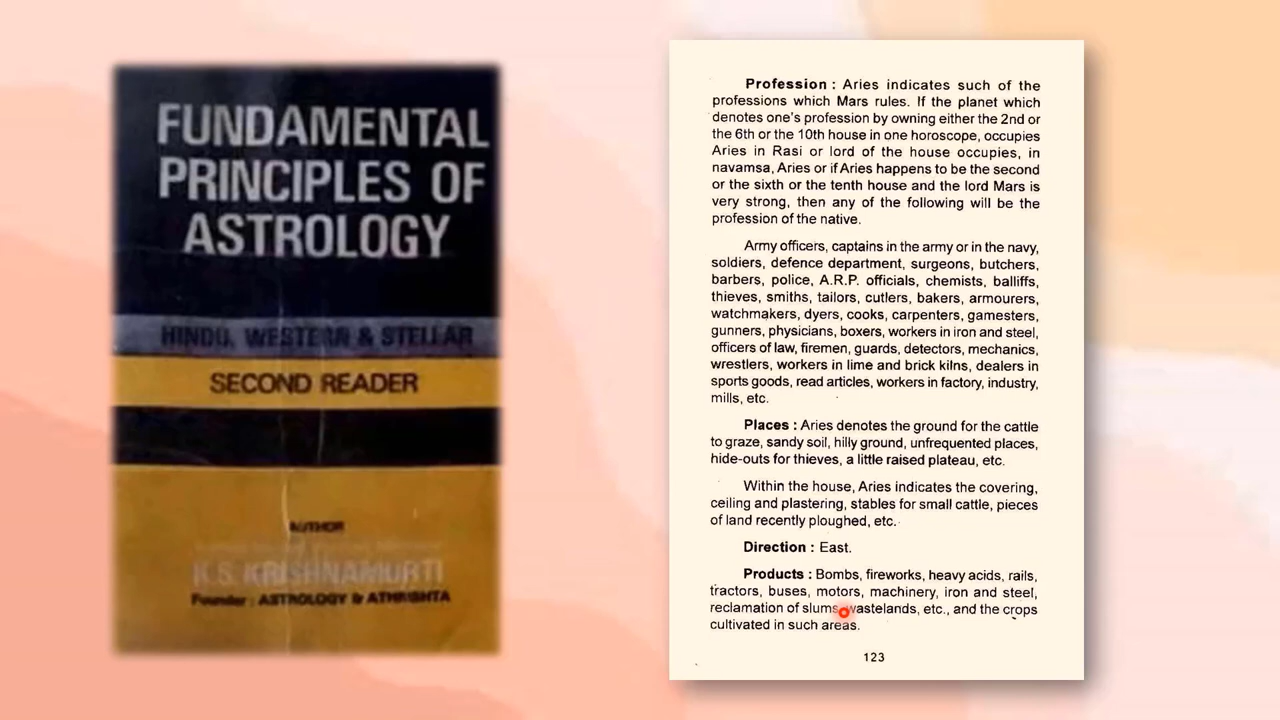 FUNDAMENTAL
PRINCIPLES OF
ASTROLOGY
HINDU, WESTERN & STELLAR
SECOND READER
AUTHOR
K.S. KRISHNAMURTI
Founder : ASTROLOGY & ATHRISHTA
Profession : Aries indicates such of the
professions which Mars rules. If the planet which
denotes one's profession by owning either the 2nd or
the 6th or the 10th house in one horoscope, occupies
Aries in Rasi or lord of the house occupies, in
navamsa, Aries or if Aries happens to be the second
or the sixth or the tenth house and the lord Mars is
very strong, then any of the following will be the
profession of the native.
Army officers, captains in the army or in the navy,
soldiers, defence department, surgeons, butchers,
barbers, police, A.R.P. officials, chemists, balliffs,
thieves, smiths, tailors, cutlers, bakers, armourers,
watchmakers, dyers, cooks, carpenters, gamesters,
gunners, physicians, boxers, workers in iron and steel,
officers of law, firemen, guards, detectors, mechanics,
wrestlers, workers in lime and brick kilns, dealers in
sports goods, read articles, workers in factory, industry,
mills, etc.
Places : Aries denotes the ground for the cattle
to graze, sandy soil, hilly ground, unfrequented places,
hide-outs for thieves, a little raised plateau, etc.
Within the house, Aries indicates the covering,
ceiling and plastering, stables for small cattle, pieces
of land recently ploughed, etc.
Direction : East.
Products : Bombs, fireworks, heavy acids, rails,
tractors, buses, motors, machinery, iron and steel,
reclamation of slums, wastelands, etc., and the crops
cultivated in such areas.
123